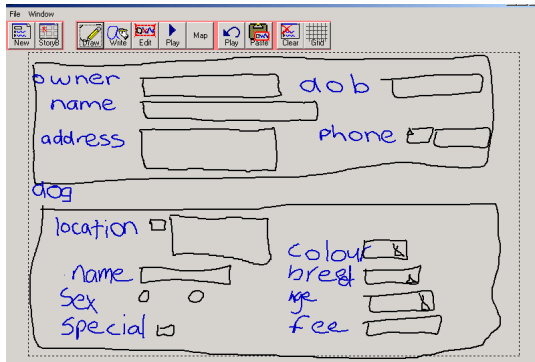 File Window
New StoryB Draw Write Edit Play Map Play Paste Clear Grid
owner dob
name
address phone
dog
location
colour
name breed
sex age
special fee